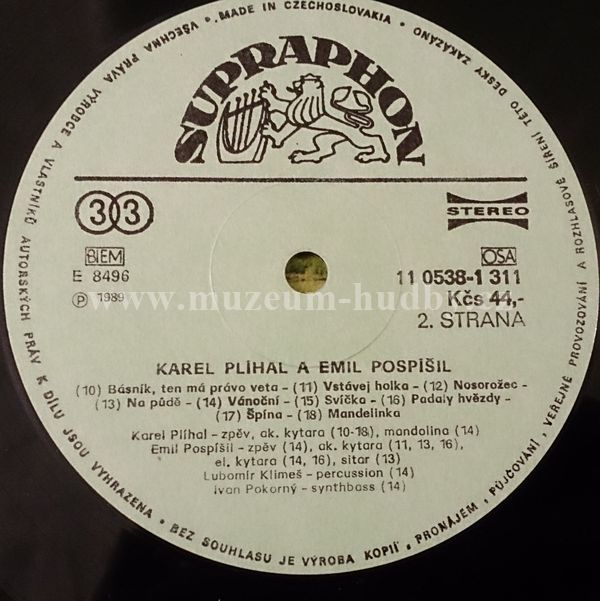 VŠECHNA PRÁVA VÝROBCE A VLASTNÍKŮ AUTORSKÝCH PRÁV K DÍLU JSOU VYHRAZENA • BEZ SOUHLASU JE VÝROBA KOPIÍ, PRONÁJEM, PŮJČOVÁNÍ, VEŘEJNÉ PROVOZOVÁNÍ A ROZHLASOVÉ ŠÍŘENÍ TÉTO DESKY ZAKÁZÁNO • MADE IN CZECHOSLOVAKIA •
SUPRAPHON
33
STEREO
BIEM
OSA
E 8496
11 0538-1 311
Ⓟ 1989
Kčs 44,-
www.muzeum-hudby.cz
2. STRANA
KAREL PLÍHAL A EMIL POSPÍŠIL
(10) Básník, ten má právo veta – (11) Vstávej holka – (12) Nosorožec –
(13) Na půdě – (14) Vánoční – (15) Svíčka – (16) Padaly hvězdy –
(17) Špína – (18) Mandelinka
Karel Plíhal – zpěv, ak. kytara (10-18), mandolina (14)
Emil Pospíšil – zpěv (14), ak. kytara (11, 13, 16),
el. kytara (14, 16), sitar (13)
Lubomír Klimeš – percussion (14)
Ivan Pokorný – synthbass (14)